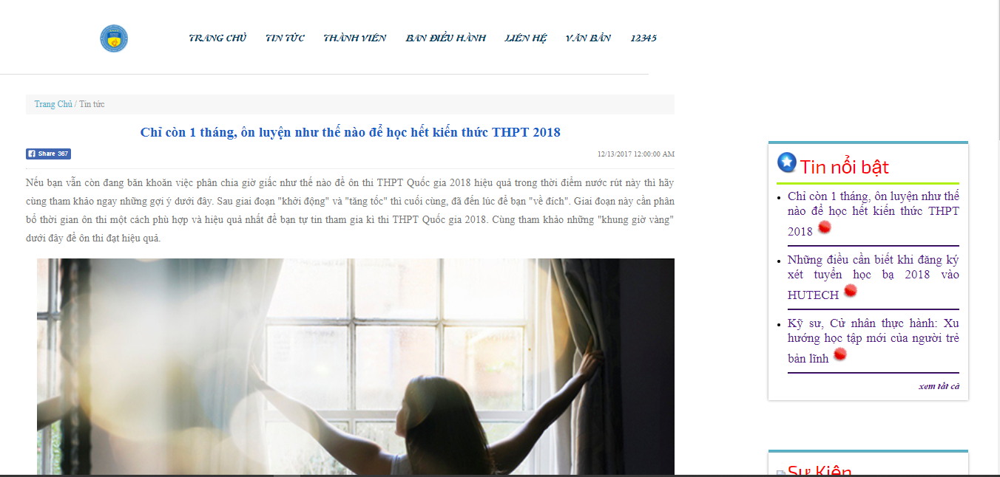 TRANG CHỦ TIN TỨC THÀNH VIÊN BAN ĐIỀU HÀNH LIÊN HỆ VĂN BẢN 12345
Trang Chủ / Tin tức
Chỉ còn 1 tháng, ôn luyện như thế nào để học hết kiến thức THPT 2018
Share 367
12/13/2017 12:00:00 AM
Nếu bạn vẫn còn đang băn khoăn việc phân chia giờ giấc như thế nào để ôn thi THPT Quốc gia 2018 hiệu quả trong thời điểm nước rút này thì hãy
cùng tham khảo ngay những gợi ý dưới đây. Sau giai đoạn "khởi động" và "tăng tốc" thì cuối cùng, đã đến lúc để bạn "về đích". Giai đoạn này cần phân
bổ thời gian ôn thi một cách phù hợp và hiệu quả nhất để bạn tự tin tham gia kì thi THPT Quốc gia 2018. Cùng tham khảo những "khung giờ vàng"
dưới đây để ôn thi đạt hiệu quả.
Tin nổi bật
Chỉ còn 1 tháng, ôn luyện như thế
nào để học hết kiến thức THPT
2018
Những điều cần biết khi đăng ký
xét tuyển học bạ 2018 vào
HUTECH
Kỹ sư, Cử nhân thực hành: Xu
hướng học tập mới của người trẻ
bản lĩnh
xem tất cả
Sự Kiện